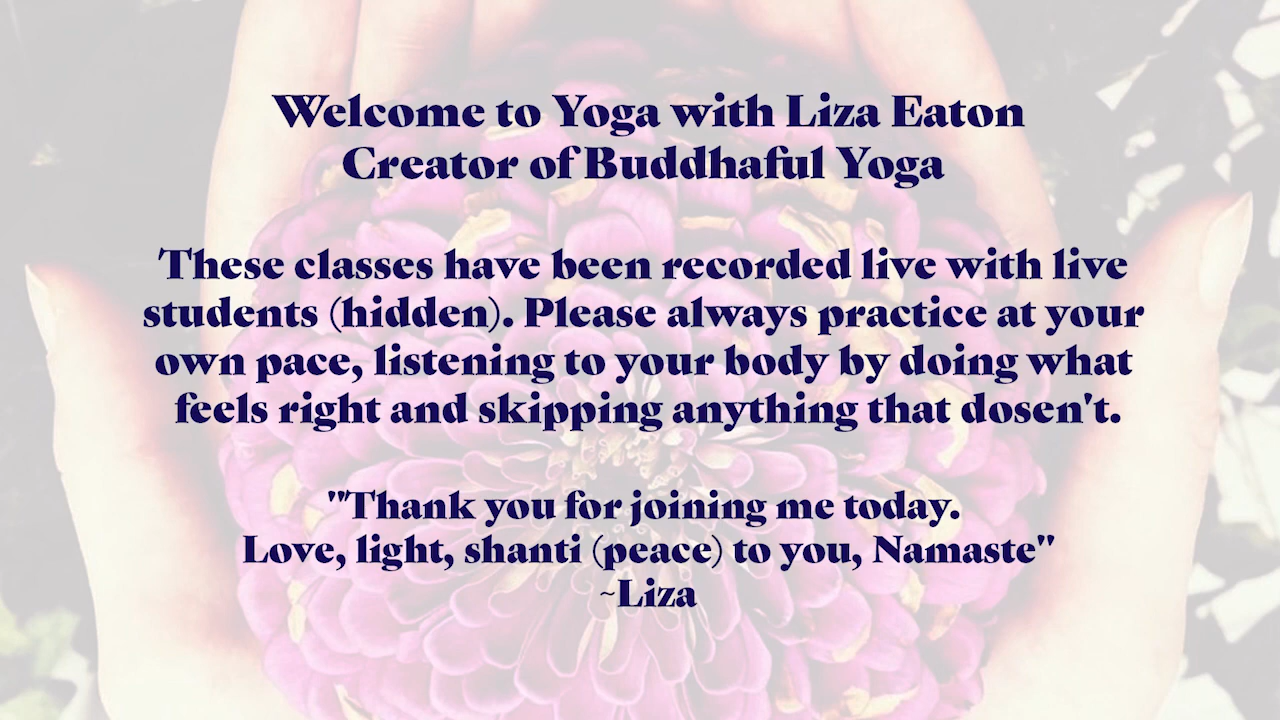 Welcome to Yoga with Liza Eaton
Creator of Buddhaful Yoga
These classes have been recorded live with live
students (hidden). Please always practice at your
own pace, listening to your body by doing what
feels right and skipping anything that dosen't.
"Thank you for joining me today.
Love, light, shanti (peace) to you, Namaste"
~Liza